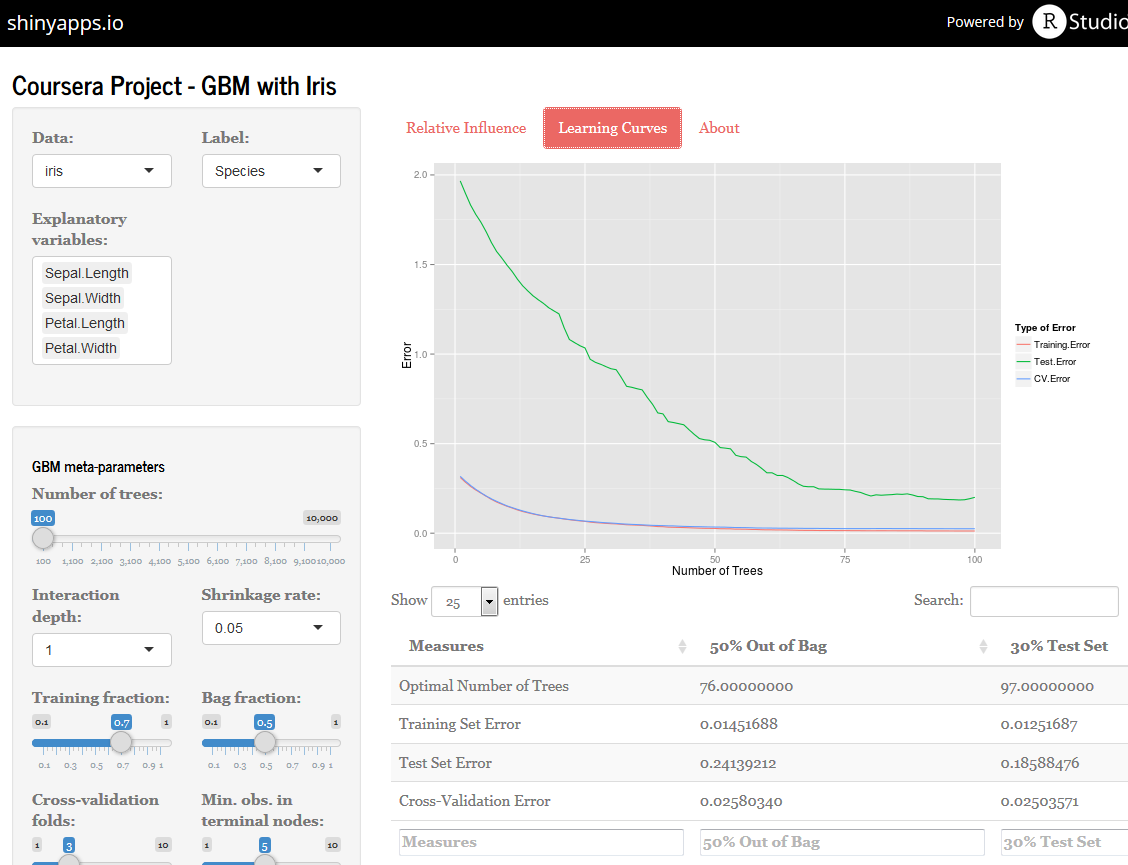 shinyapps.io
Powered by R Studio
Coursera Project - GBM with Iris
Data:
Label:
iris
Species
Explanatory
variables:
Sepal.Length
Sepal.Width
Petal.Length
Petal.Width
GBM meta-parameters
Number of trees:
100
10,000
100 1,100 2,100 3,100 4,100 5,100 6,100 7,100 8,100 9,100 10,000
Interaction
depth:
1
Shrinkage rate:
0.05
Training fraction:
0.1 0.7 1
0.1 0.3 0.5 0.7 0.9 1
Bag fraction:
0.1 0.5 1
0.1 0.3 0.5 0.7 0.9 1
Cross-validation
folds:
1 3 10
Min. obs. in
terminal nodes:
1 5 10
Relative Influence
Learning Curves
About
2.0
1.5
1.0
0.5
0.0
Error
0 25 50 75 100
Number of Trees
Type of Error
Training.Error
Test.Error
CV.Error
Show 25 entries
Search:
Measures 50% Out of Bag 30% Test Set
Optimal Number of Trees 76.00000000 97.00000000
Training Set Error 0.01451688 0.01251687
Test Set Error 0.24139212 0.18588476
Cross-Validation Error 0.02580340 0.02503571
Measures 50% Out of Bag 30% Test Set